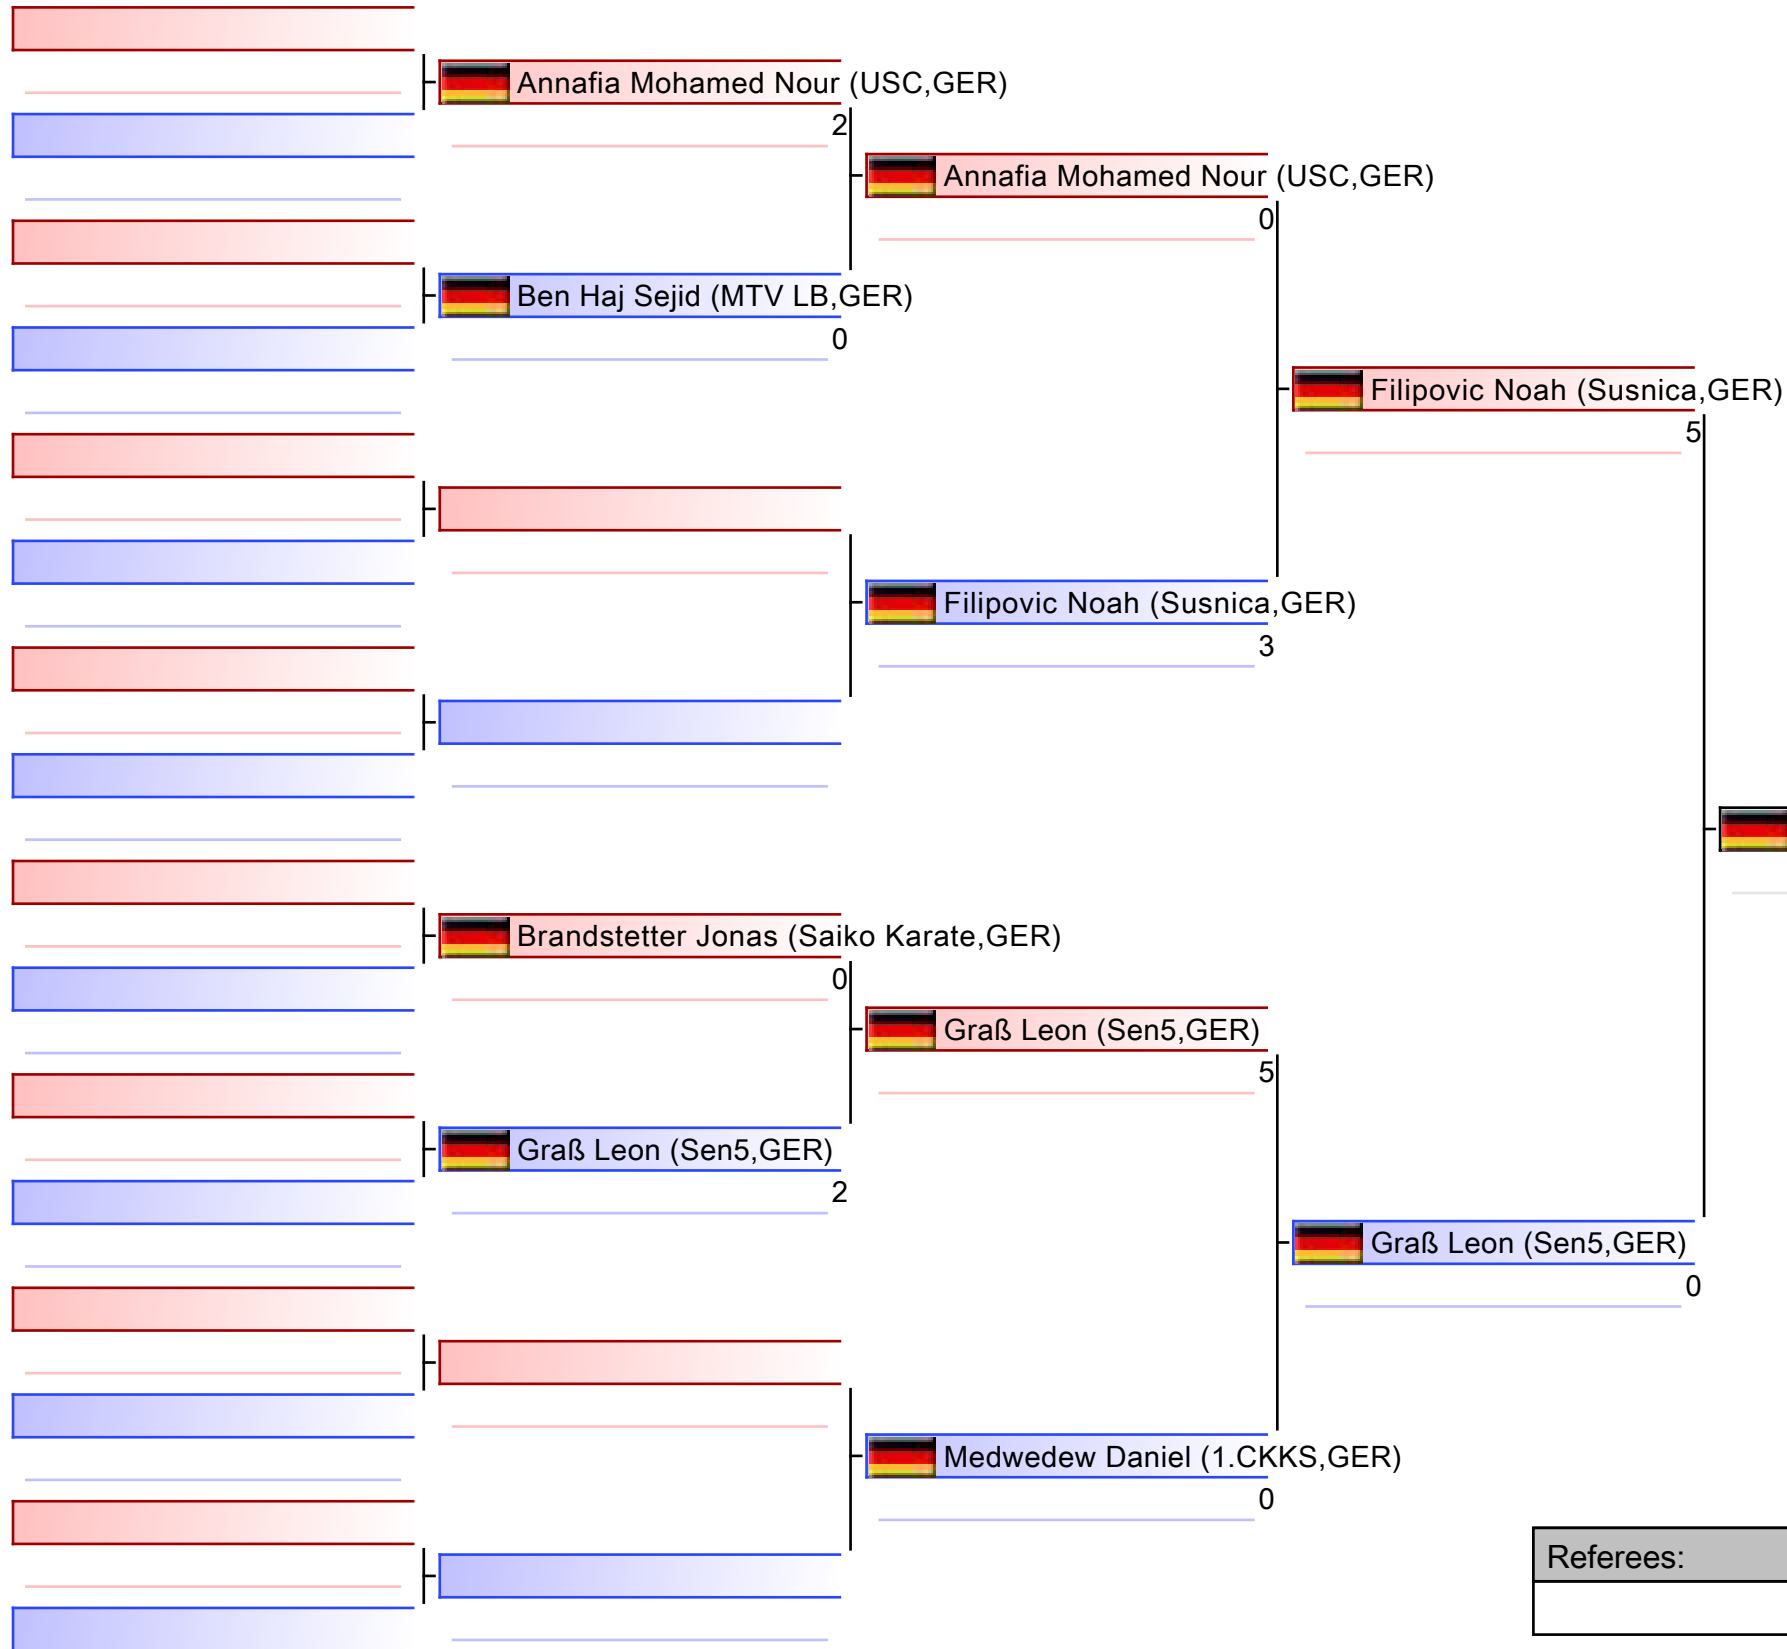 Annafia Mohamed Nour (USC,GER)
2
Annafia Mohamed Nour (USC,GER)
0
Ben Haj Sejid (MTV LB,GER)
0
Filipovic Noah (Susnica,GER)
5
Filipovic Noah (Susnica,GER)
3
Brandstetter Jonas (Saiko Karate,GER)
0
Graß Leon (Sen5,GER)
5
Graß Leon (Sen5,GER)
2
Graß Leon (Sen5,GER)
0
Medwedew Daniel (1.CKKS,GER)
0
Referees: